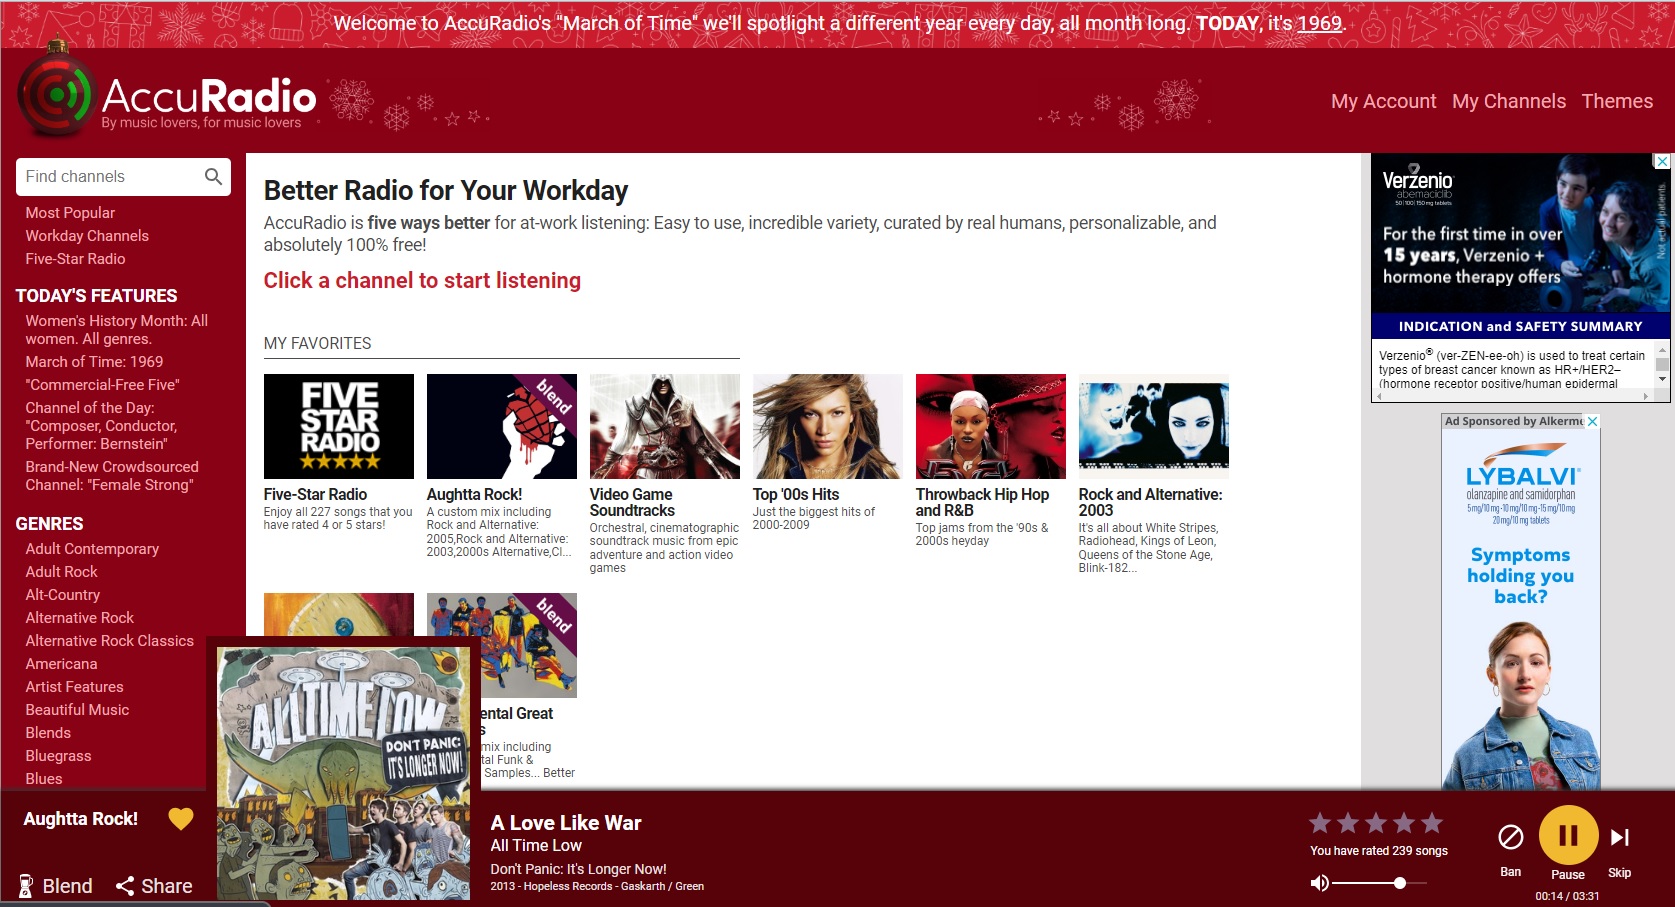 Welcome to AccuRadio's "March of Time" we'll spotlight a different year every day, all month long. TODAY, it's 1969.
AccuRadio
By music lovers, for music lovers
My Account My Channels Themes
Find channels
Most Popular
Workday Channels
Five-Star Radio
TODAY'S FEATURES
Women's History Month: All
women. All genres.
March of Time: 1969
"Commercial-Free Five"
Channel of the Day:
"Composer, Conductor,
Performer: Bernstein"
Brand-New Crowdsourced
Channel: "Female Strong"
GENRES
Adult Contemporary
Adult Rock
Alt-Country
Alternative Rock
Alternative Rock Classics
Americana
Artist Features
Beautiful Music
Blends
Bluegrass
Blues
Better Radio for Your Workday
AccuRadio is five ways better for at-work listening: Easy to use, incredible variety, curated by real humans, personalizable, and
absolutely 100% free!
Click a channel to start listening
MY FAVORITES
FIVE
STAR
RADIO
Five-Star Radio
Enjoy all 227 songs that you
have rated 4 or 5 stars!
blend
Aughtta Rock!
A custom mix including
Rock and Alternative:
2005,Rock and Alternative:
2003,2000s Alternative,Cl...
Video Game
Soundtracks
Orchestral, cinematographic
soundtrack music from epic
adventure and action video
games
Top '00s Hits
Just the biggest hits of
2000-2009
Throwback Hip Hop
and R&B
Top jams from the '90s &
2000s heyday
Rock and Alternative:
2003
It's all about White Stripes,
Radiohead, Kings of Leon,
Queens of the Stone Age,
Blink-182...
blend
ental Great
s
mix including
tal Funk &
Samples... Better
Verzenio
abemaciclib
50 | 100 | 150 mg tablets
For the first time in over
15 years, Verzenio +
hormone therapy offers
Not actual patients.
INDICATION and SAFETY SUMMARY
Verzenio® (ver-ZEN-ee-oh) is used to treat certain
types of breast cancer known as HR+/HER2–
(hormone receptor positive/human epidermal
Ad Sponsored by Alkerme
LYBALVI®
olanzapine and samidorphan
5 mg/10 mg · 10 mg/10 mg · 15 mg/10 mg
20 mg/10 mg tablets
Symptoms
holding you
back?
ALL TIME LOW
DON'T PANIC:
IT'S LONGER NOW!
Aughtta Rock!
Blend Share
A Love Like War
All Time Low
Don't Panic: It's Longer Now!
2013 - Hopeless Records - Gaskarth / Green
You have rated 239 songs
Ban
Pause
Skip
00:14 / 03:31